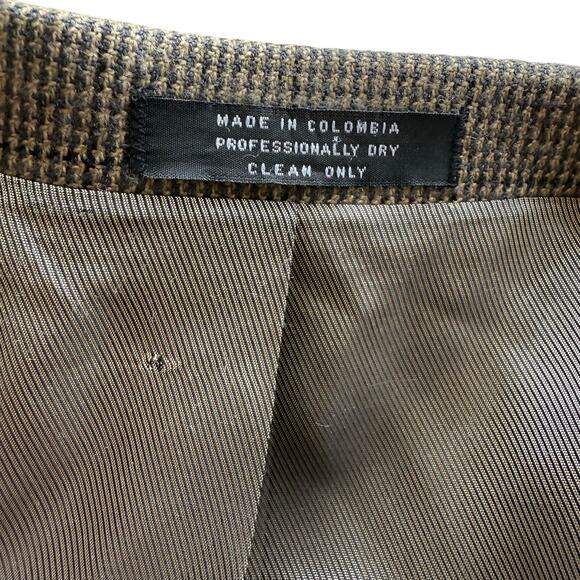 MADE IN COLOMBIA
PROFESSIONALLY DRY
CLEAN ONLY